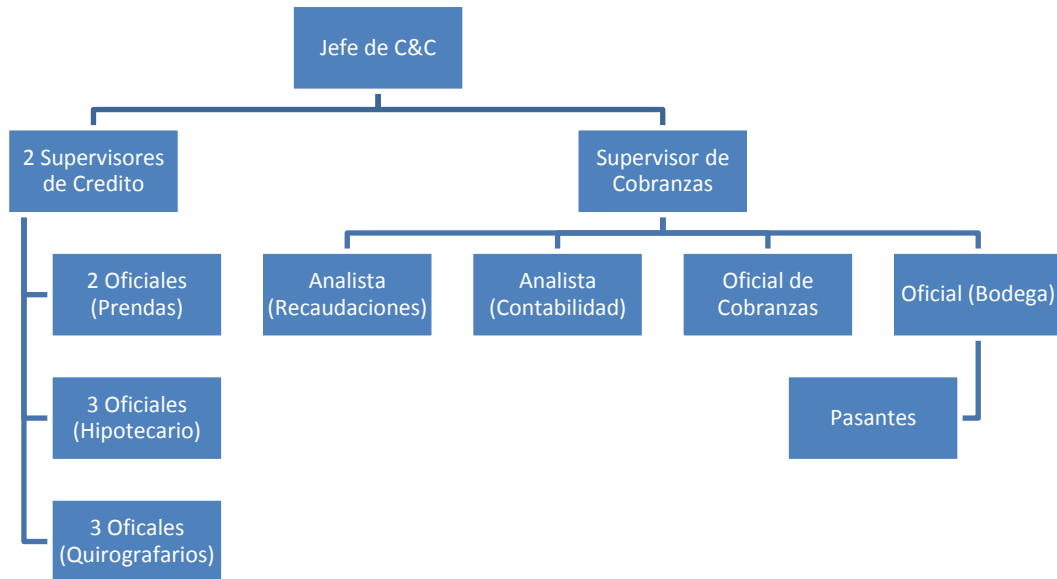 Jefe de C&C
2 Supervisores
de Credito
Supervisor de
Cobranzas
2 Oficiales
(Prendas)
Analista
(Recaudaciones)
Analista
(Contabilidad)
Oficial de
Cobranzas
Oficial (Bodega)
3 Oficiales
(Hipotecario)
Pasantes
3 Oficales
(Quirografarios)